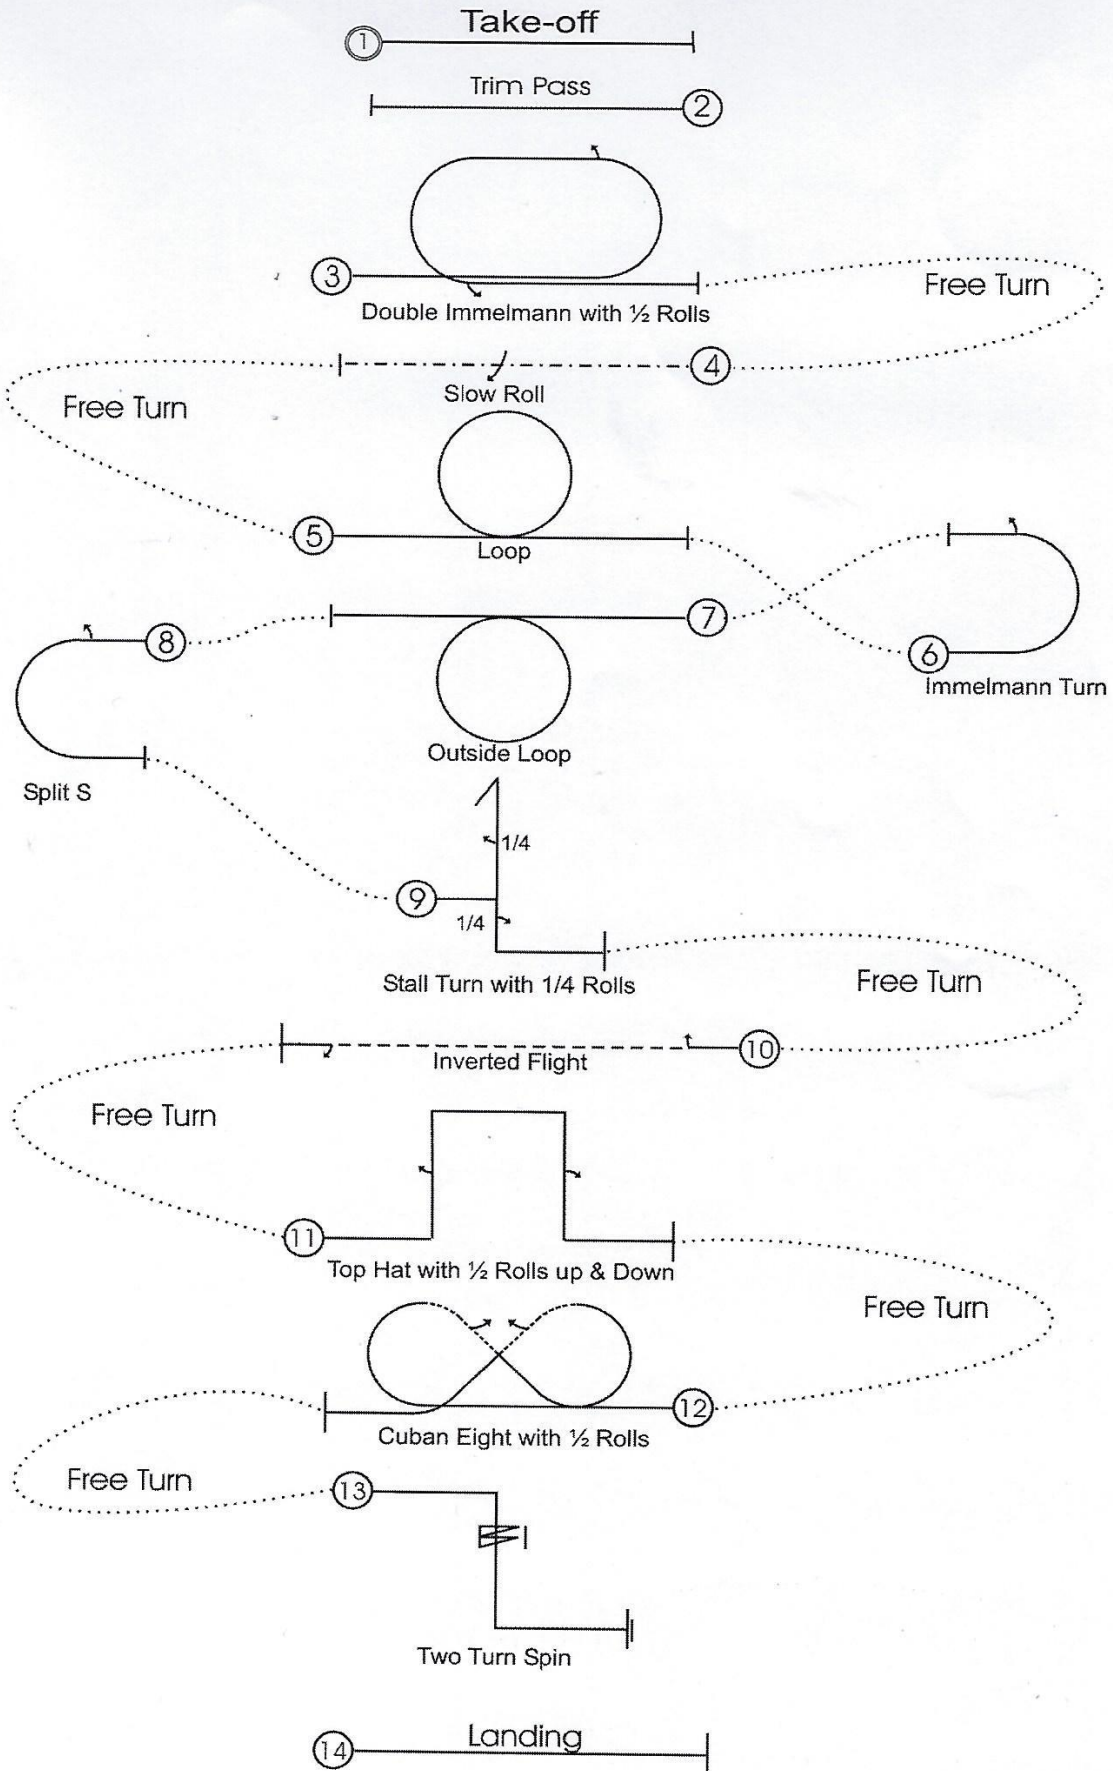 Take-off
1
Trim Pass
2
3
Double Immelmann with ½ Rolls
Free Turn
4
Slow Roll
Free Turn
5
Loop
6
Immelmann Turn
7
Outside Loop
8
Split S
1/4
9
1/4
Stall Turn with 1/4 Rolls
Free Turn
10
Inverted Flight
Free Turn
11
Top Hat with ½ Rolls up & Down
Free Turn
12
Cuban Eight with ½ Rolls
Free Turn
13
Two Turn Spin
14
Landing